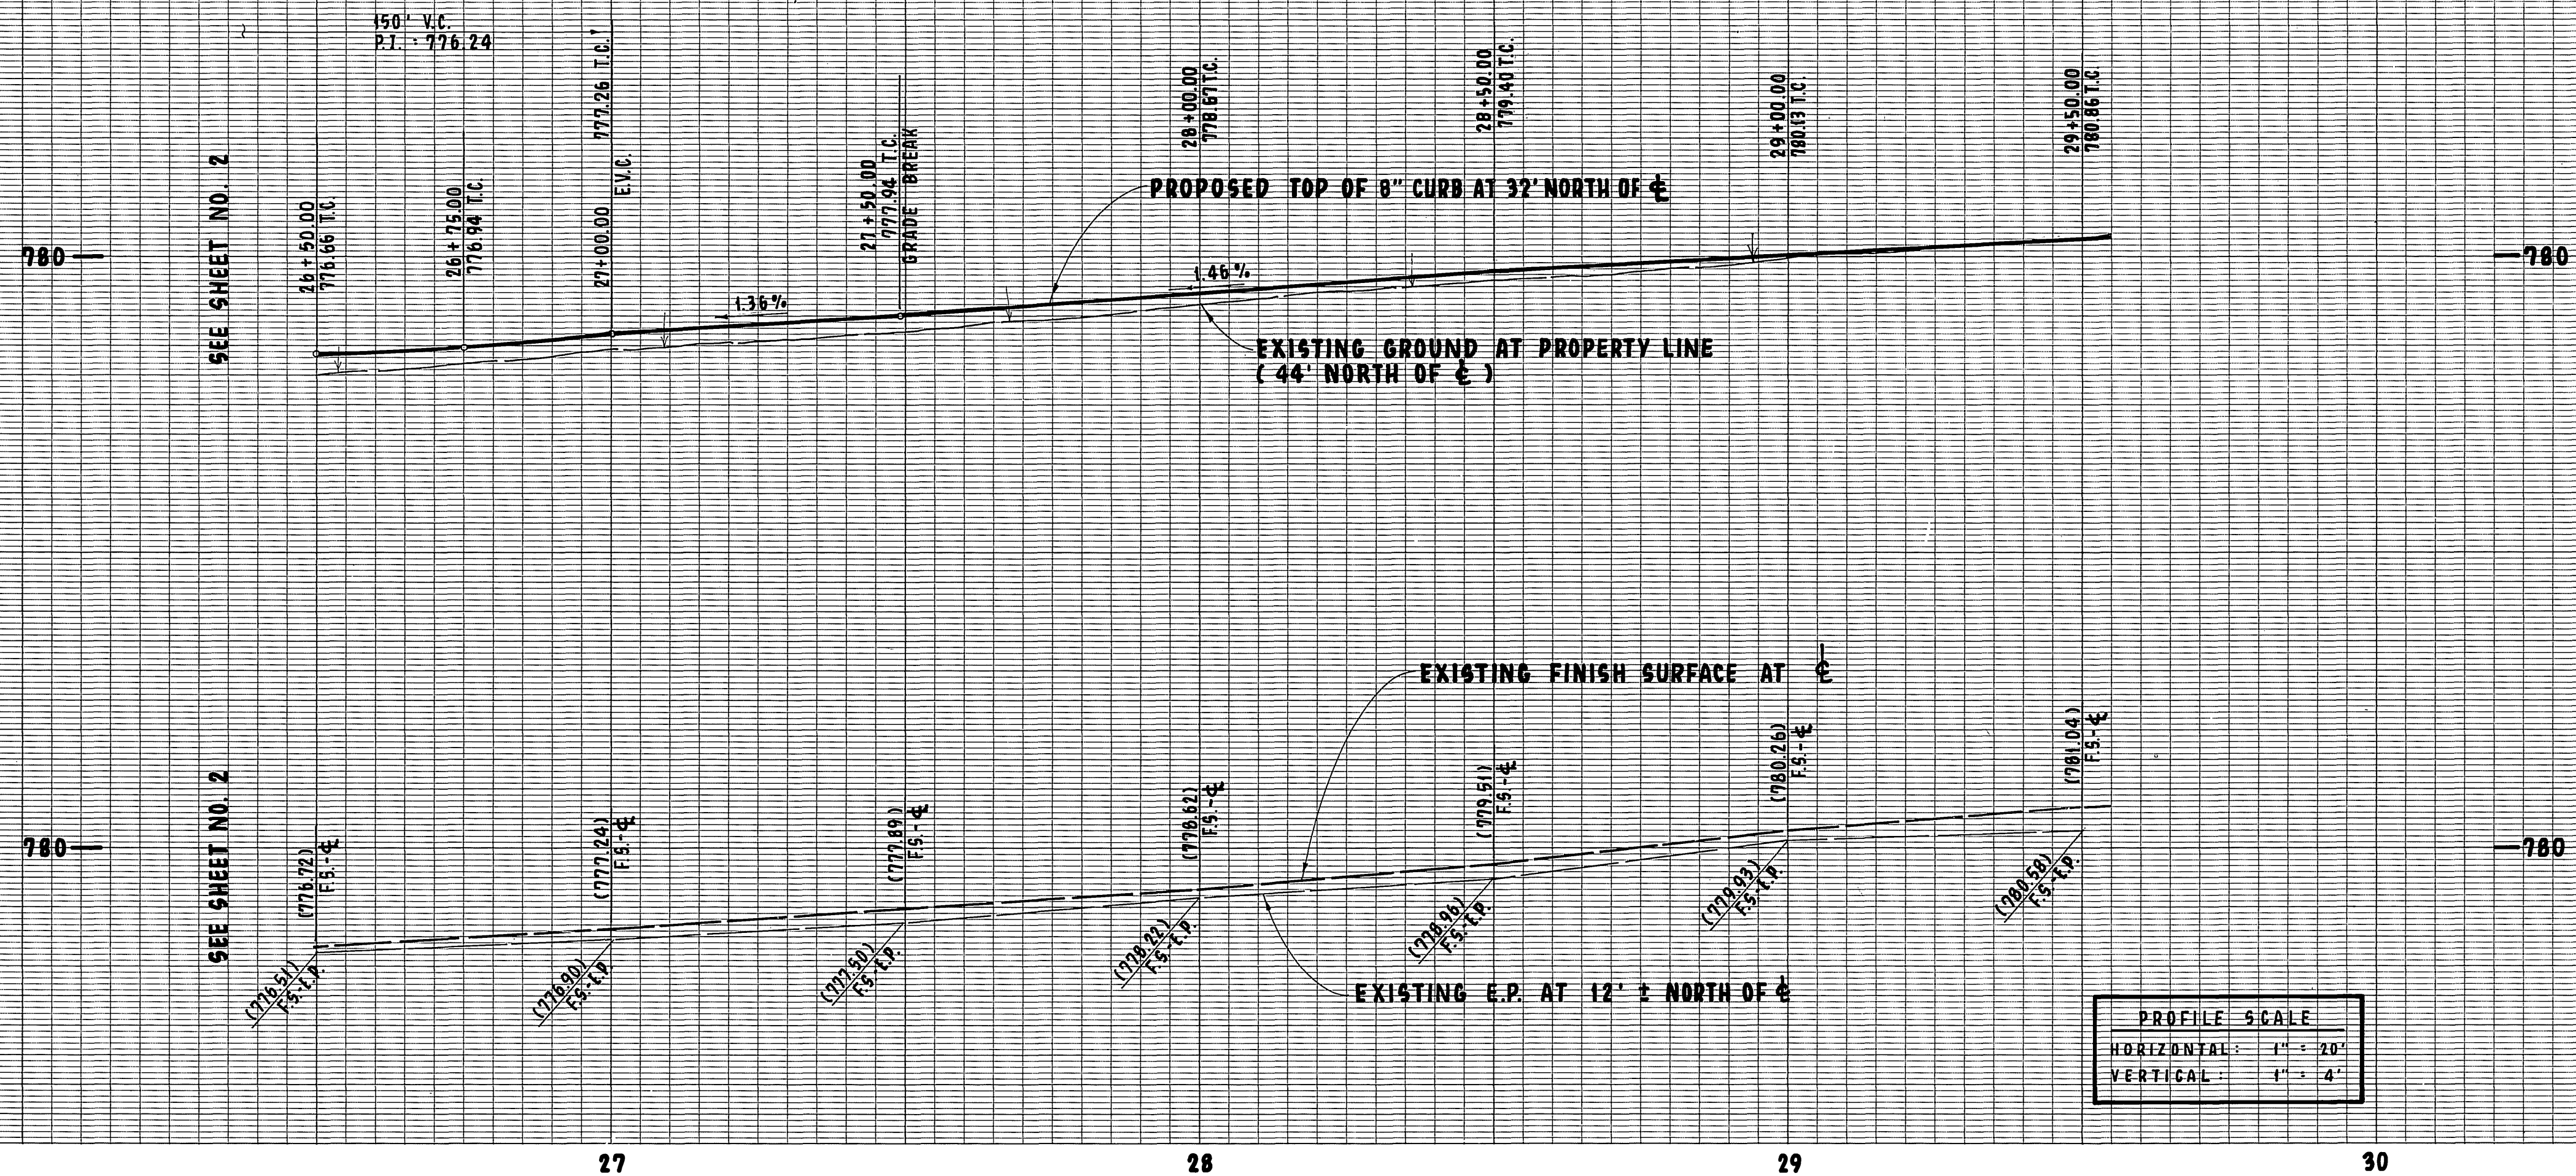 150' V.C.
P.I. = 776.24
SEE SHEET NO. 2
26+50.00
776.66 T.C.
26+75.00
776.94 T.C.
27+00.00 777.26 T.C.
E.V.C.
27+50.00
777.94 T.C.
GRADE BREAK
28+00.00
778.67 T.C.
28+50.00
779.40 T.C.
29+00.00
780.13 T.C.
29+50.00
780.86 T.C.
PROPOSED TOP OF 8" CURB AT 32' NORTH OF ℄
780
780
1.36%
1.46%
EXISTING GROUND AT PROPERTY LINE
( 44' NORTH OF ℄ )
EXISTING FINISH SURFACE AT ℄
SEE SHEET NO. 2
780
780
(776.72)
F.S.-℄
(777.24)
F.S.-℄
(777.89)
F.S.-℄
(778.62)
F.S.-℄
(779.51)
F.S.-℄
(780.26)
F.S.-℄
(781.04)
F.S.-℄
(776.51)
F.S.-E.P.
(776.90)
F.S.-E.P.
(777.50)
F.S.-E.P.
(778.22)
F.S.-E.P.
(778.96)
F.S.-E.P.
(779.93)
F.S.-E.P.
(780.58)
F.S.-E.P.
EXISTING E.P. AT 12' ± NORTH OF ℄
PROFILE SCALE
HORIZONTAL: 1" = 20'
VERTICAL: 1" = 4'
27
28
29
30